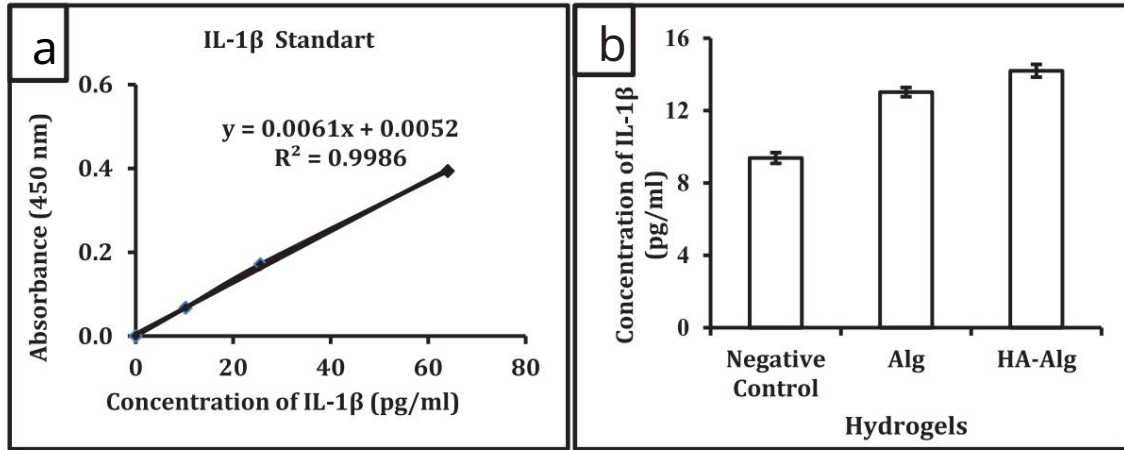 a
IL-1β Standart
Absorbance (450 nm)
0.6
0.4
0.2
0.0
y = 0.0061x + 0.0052
R² = 0.9986
0 20 40 60 80
Concentration of IL-1β (pg/ml)
b
Concentration of IL-1β
(pg/ml)
16
12
8
4
0
Negative Alg HA-Alg
Control
Hydrogels